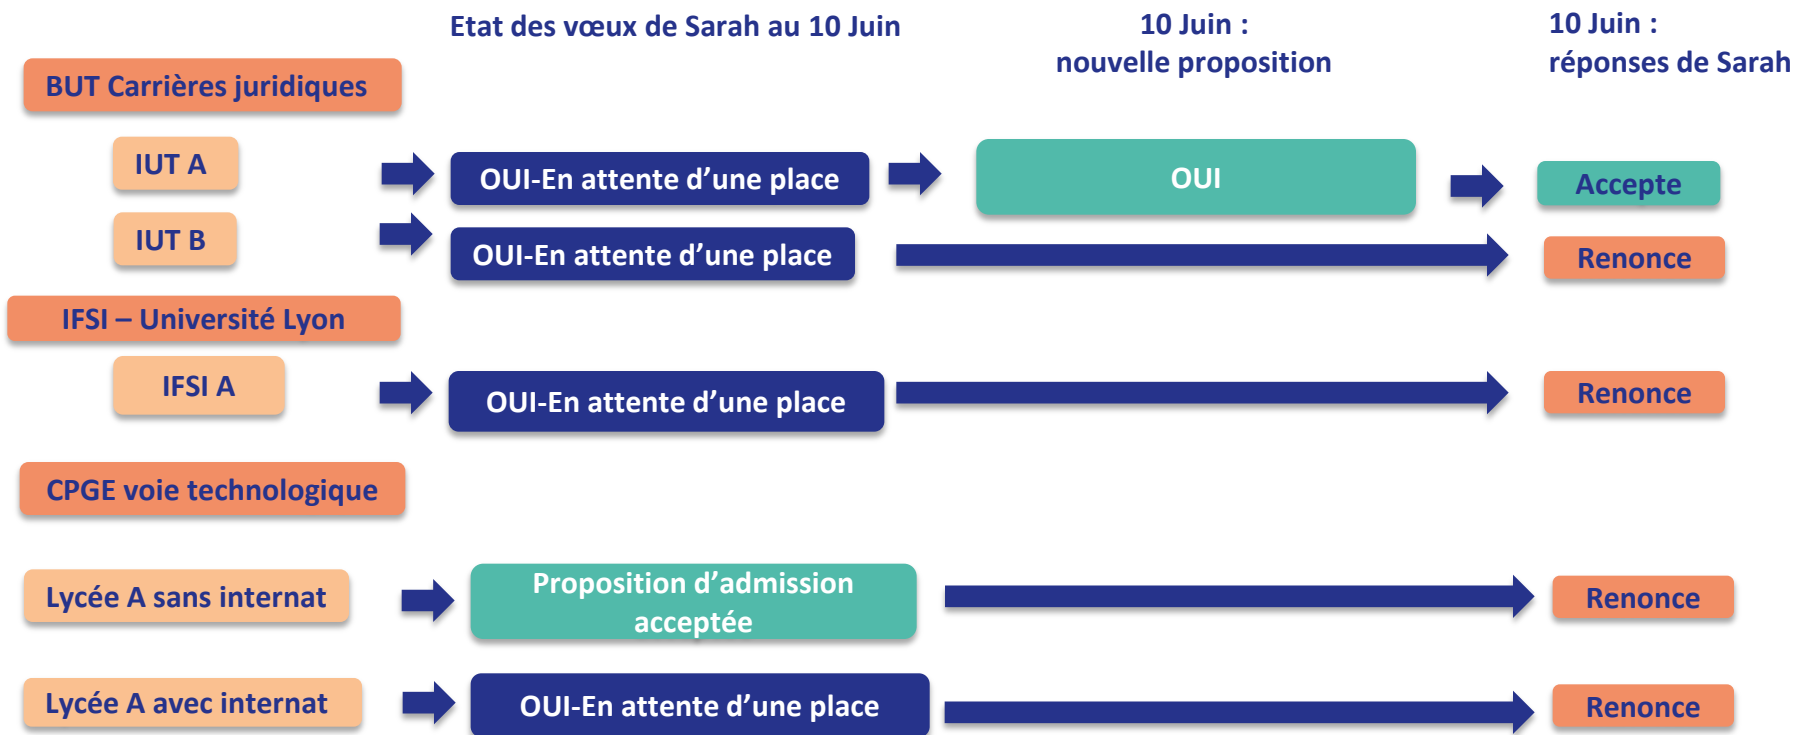 Etat des vœux de Sarah au 10 Juin
10 Juin :
nouvelle proposition
10 Juin :
réponses de Sarah
BUT Carrières juridiques
IUT A
OUI-En attente d’une place
OUI
Accepte
IUT B
OUI-En attente d’une place
Renonce
IFSI – Université Lyon
IFSI A
OUI-En attente d’une place
Renonce
CPGE voie technologique
Lycée A sans internat
Proposition d’admission
acceptée
Renonce
Lycée A avec internat
OUI-En attente d’une place
Renonce